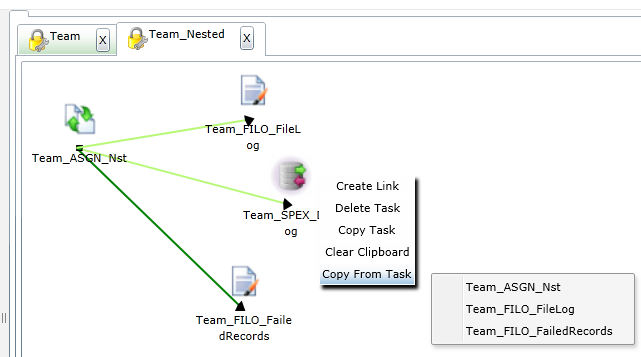 Team X
Team_Nested X
Team_FILO_FileL
og
Team_ASGN_Nst
Team_SPEX_
og
Create Link
Delete Task
Copy Task
Clear Clipboard
Copy From Task
Team_ASGN_Nst
Team_FILO_FileLog
Team_FILO_FailedRecords
Team_FILO_Faile
dRecords